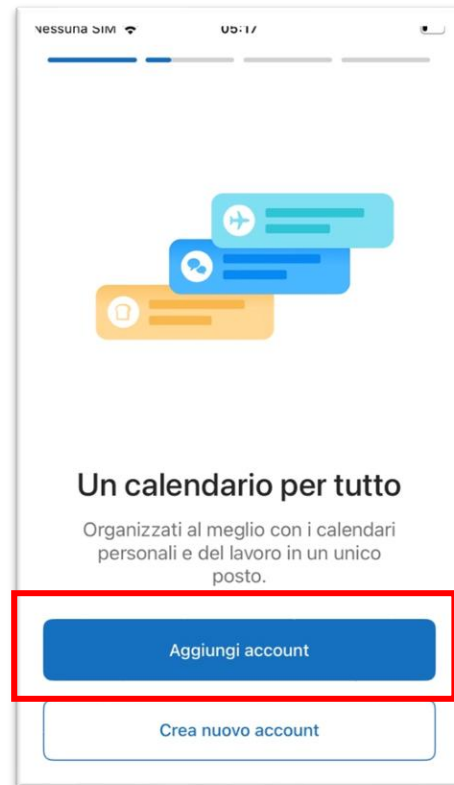 Nessuna SIM 05:17
Un calendario per tutto
Organizzati al meglio con i calendari
personali e del lavoro in un unico
posto.
Aggiungi account
Crea nuovo account